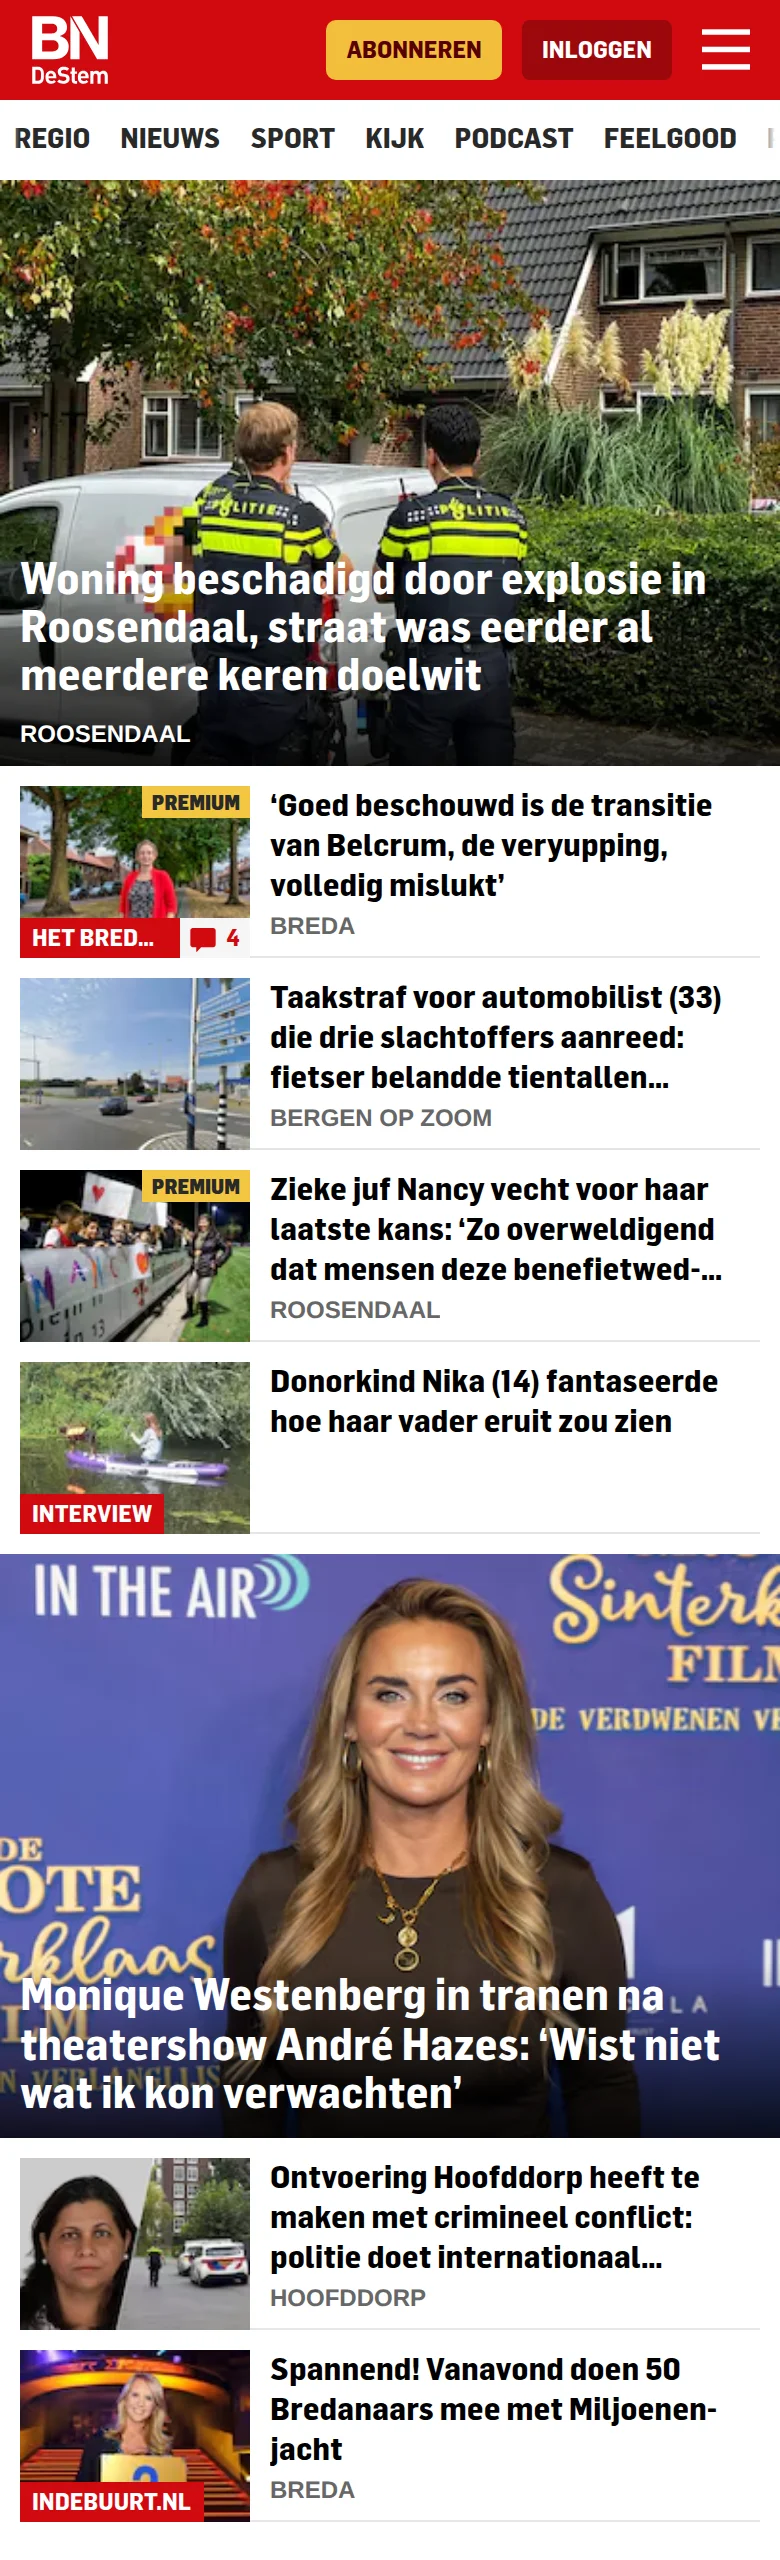 BN
DeStem
ABONNEREN
INLOGGEN
REGIO NIEUWS SPORT KIJK PODCAST FEELGOOD
POLITIE
POLITIE
Woning beschadigd door explosie in
Roosendaal, straat was eerder al
meerdere keren doelwit
ROOSENDAAL
PREMIUM
HET BRED...
4
‘Goed beschouwd is de transitie
van Belcrum, de veryupping,
volledig mislukt’
BREDA
Taakstraf voor automobilist (33)
die drie slachtoffers aanreed:
fietser belandde tientallen...
BERGEN OP ZOOM
PREMIUM
Zieke juf Nancy vecht voor haar
laatste kans: ‘Zo overweldigend
dat mensen deze benefietwed-...
ROOSENDAAL
INTERVIEW
Donorkind Nika (14) fantaseerde
hoe haar vader eruit zou zien
IN THE AIR
Sinterk
FILM
DE VERDWENEN VE
DE
OTE
rklaas
Monique Westenberg in tranen na
theatershow André Hazes: ‘Wist niet
wat ik kon verwachten’
Ontvoering Hoofddorp heeft te
maken met crimineel conflict:
politie doet internationaal...
HOOFDDORP
INDEBUURT.NL
Spannend! Vanavond doen 50
Bredanaars mee met Miljoenen-
jacht
BREDA